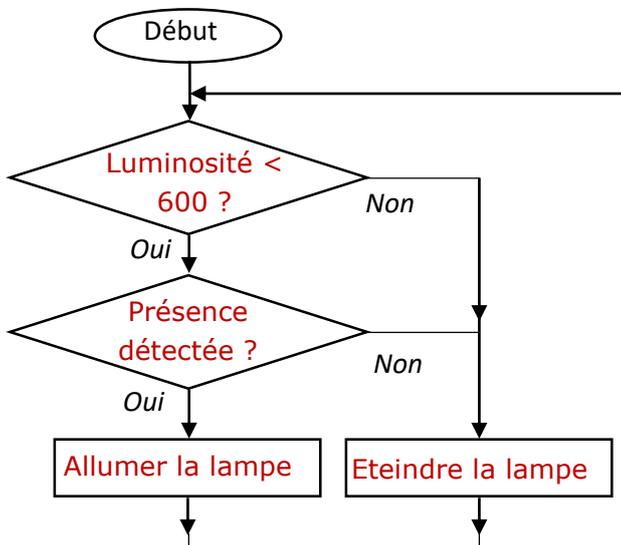 Début
Luminosité <
600 ?
Non
Oui
Présence
détectée ?
Non
Oui
Allumer la lampe
Eteindre la lampe